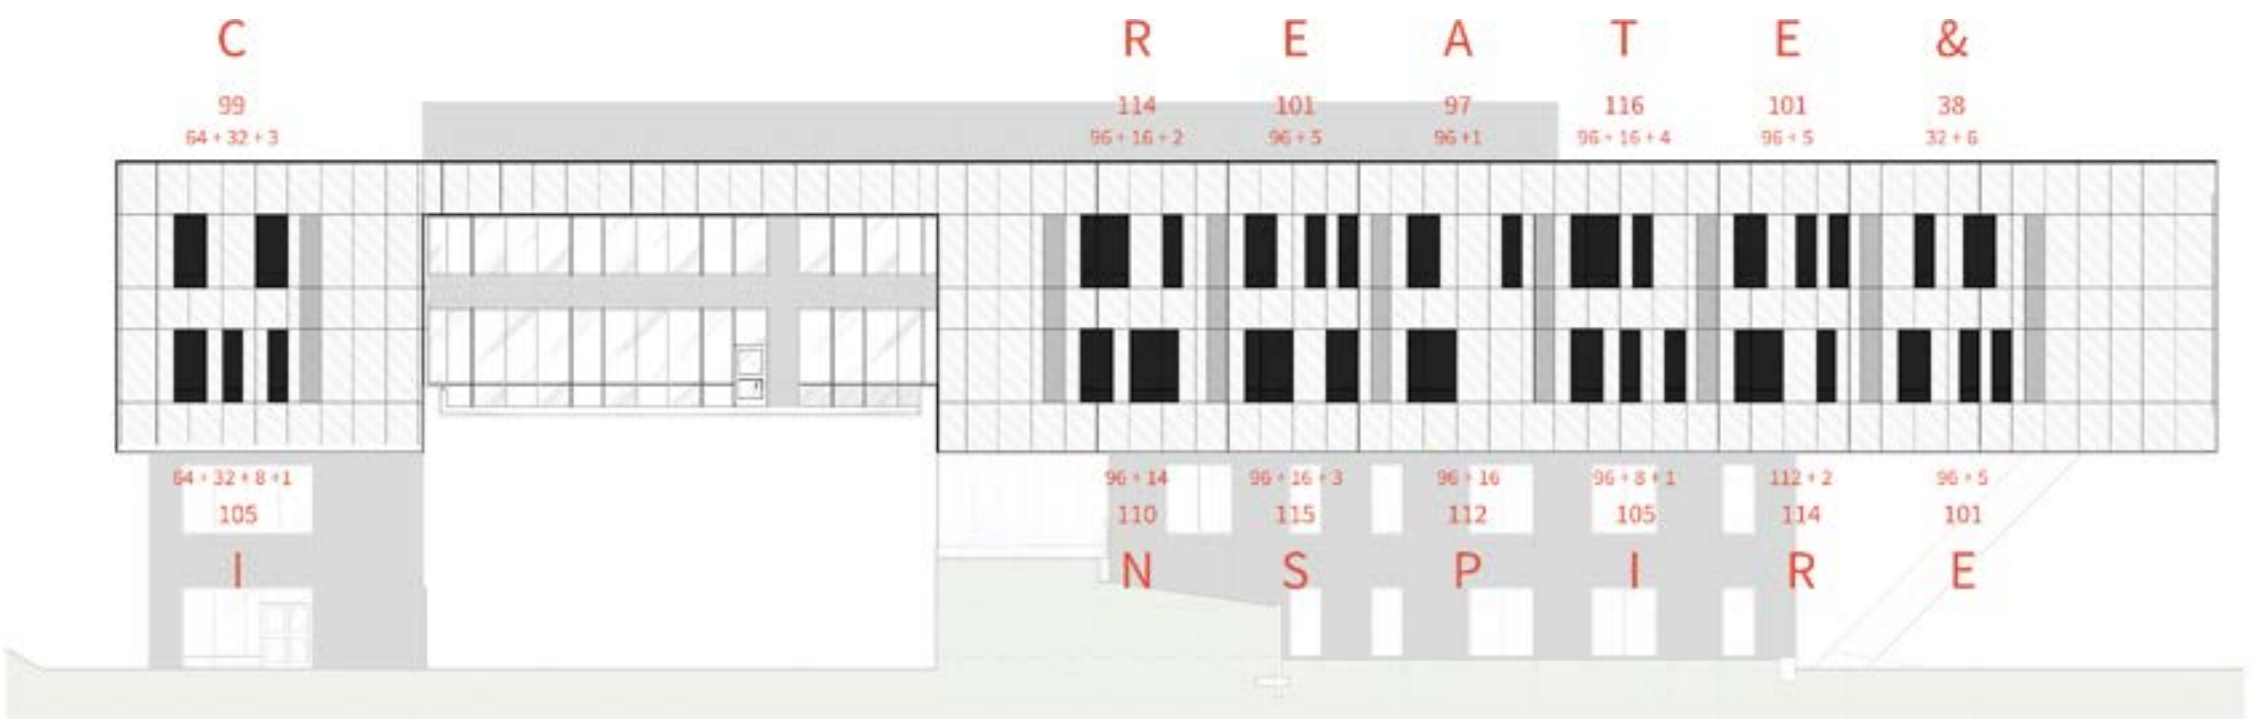 C R E A T E &
99 114 101 97 116 101 38
64 + 32 + 3 96 + 16 + 2 96 + 5 96 +1 96 + 16 + 4 96 + 5 32 + 6
64 + 32 + 8 +1 96 + 14 96 + 16 + 3 96 + 16 96 + 8 + 1 112 + 2 96 + 5
105 110 115 112 105 114 101
I N S P I R E